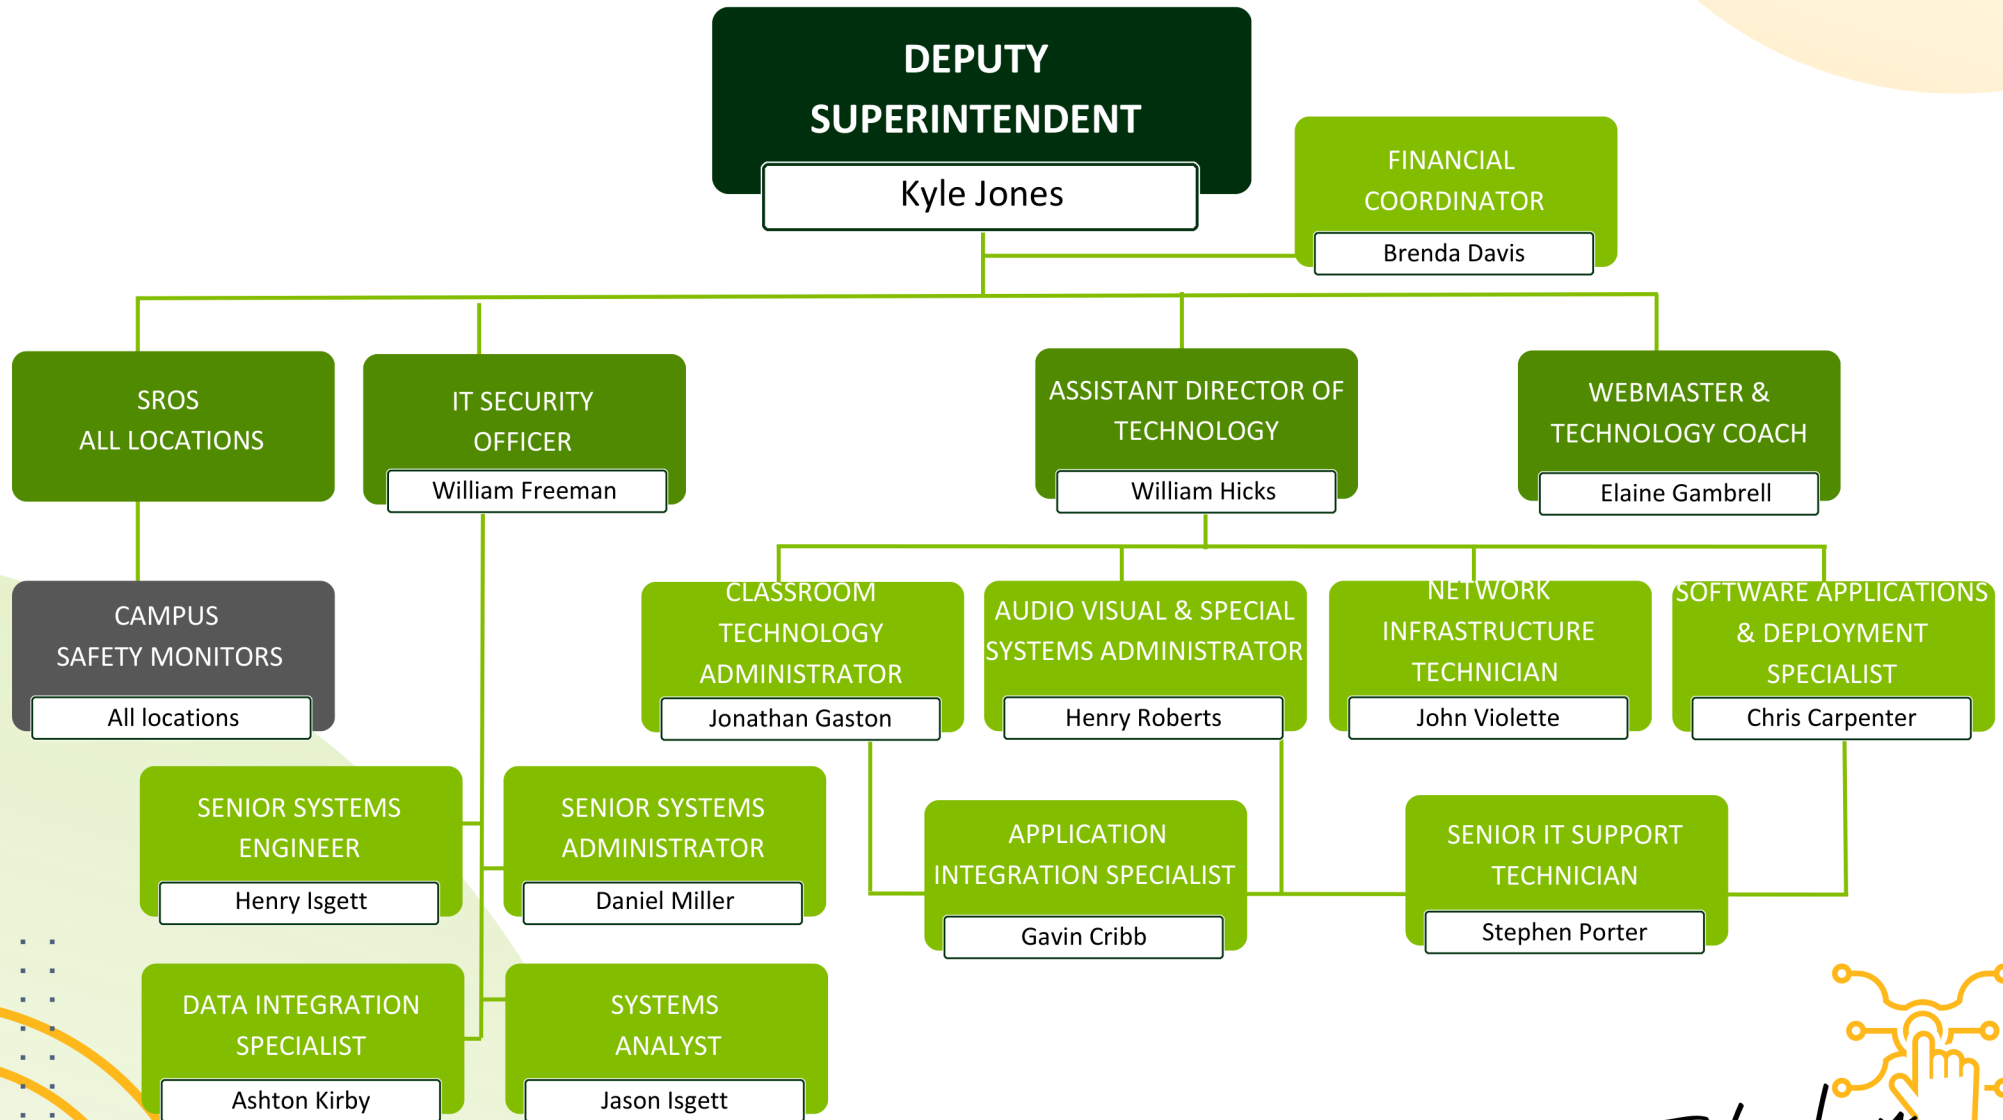 DEPUTY
SUPERINTENDENT
Kyle Jones
FINANCIAL
COORDINATOR
Brenda Davis
SROS
ALL LOCATIONS
IT SECURITY
OFFICER
William Freeman
ASSISTANT DIRECTOR OF
TECHNOLOGY
William Hicks
WEBMASTER &
TECHNOLOGY COACH
Elaine Gambrell
CAMPUS
SAFETY MONITORS
All locations
CLASSROOM
TECHNOLOGY
ADMINISTRATOR
Jonathan Gaston
AUDIO VISUAL & SPECIAL
SYSTEMS ADMINISTRATOR
Henry Roberts
NETWORK
INFRASTRUCTURE
TECHNICIAN
John Violette
SOFTWARE APPLICATIONS
& DEPLOYMENT
SPECIALIST
Chris Carpenter
SENIOR SYSTEMS
ENGINEER
Henry Isgett
SENIOR SYSTEMS
ADMINISTRATOR
Daniel Miller
APPLICATION
INTEGRATION SPECIALIST
Gavin Cribb
SENIOR IT SUPPORT
TECHNICIAN
Stephen Porter
DATA INTEGRATION
SPECIALIST
Ashton Kirby
SYSTEMS
ANALYST
Jason Isgett